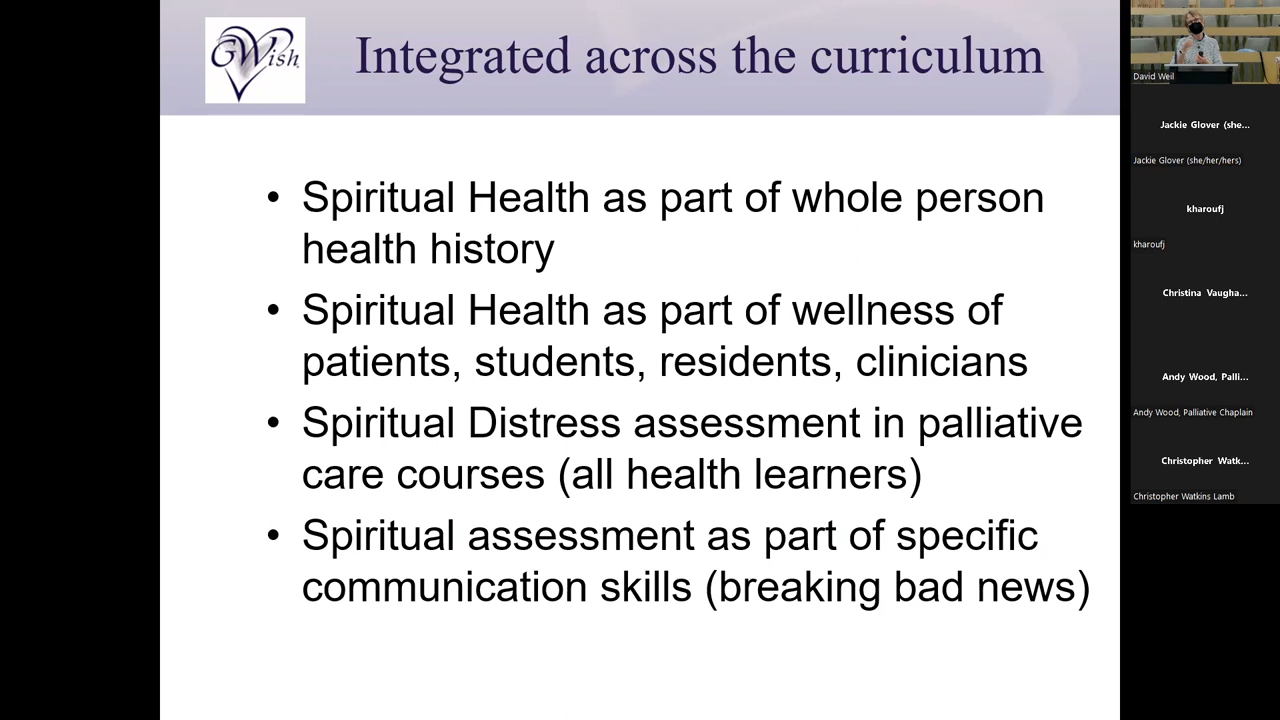 GWish
Integrated across the curriculum
• Spiritual Health as part of whole person
health history
• Spiritual Health as part of wellness of
patients, students, residents, clinicians
• Spiritual Distress assessment in palliative
care courses (all health learners)
• Spiritual assessment as part of specific
communication skills (breaking bad news)
David Weil
Jackie Glover (she...
Jackie Glover (she/her/hers)
kharoufj
kharoufj
Christina Vaugha...
Andy Wood, Palli...
Andy Wood, Palliative Chaplain
Christopher Watk...
Christopher Watkins Lamb